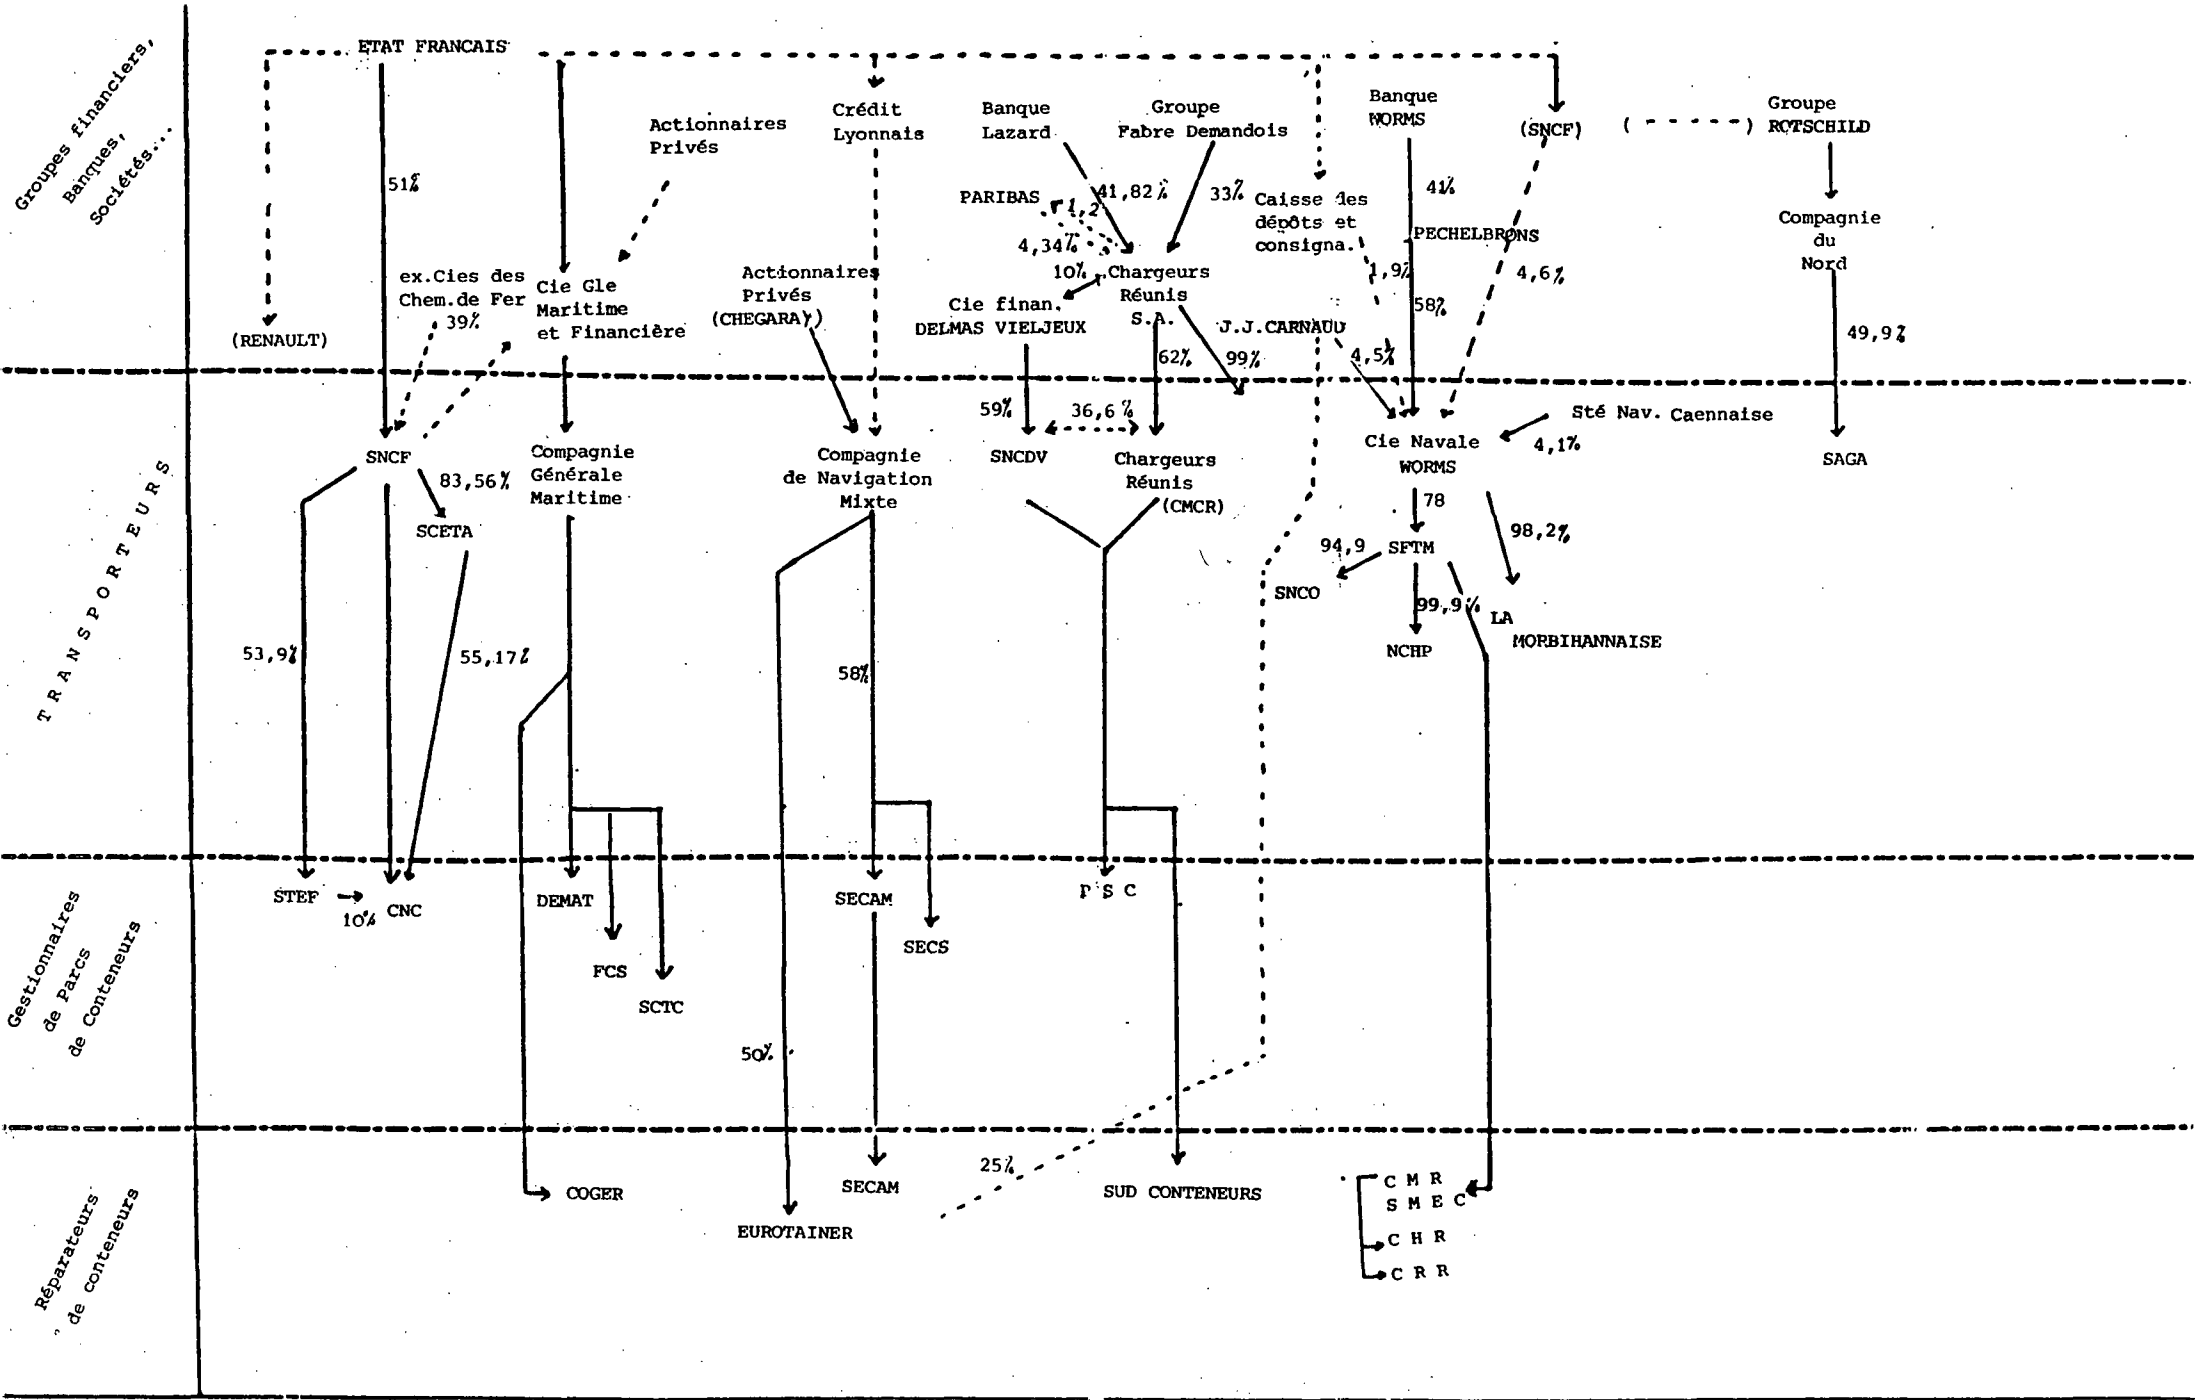 Groupes financiers,
Banques,
Sociétés...
ETAT FRANCAIS
51%
(RENAULT)
ex.Cies des
Chem.de Fer
39%
Actionnaires
Privés
Cie Gle
Maritime
et Financière
Crédit
Lyonnais
Actionnaires
Privés
(CHEGARAY)
Banque
Lazard
Groupe
Fabre Demandois
PARIBAS
1,2
41,82%
33%
4,34%
10%
Chargeurs
Réunis
S.A.
Cie finan.
DELMAS VIELJEUX
62%
99%
Caisse des
dépôts et
consigna.
Banque
WORMS
41%
PECHELBRONS
1,9%
58%
(SNCF)
4,6%
J.J.CARNAUD
4,5%
( - - - - - )
Groupe
ROTSCHILD
Compagnie
du
Nord
49,9%
TRANSPORTEURS
SNCF
83,56%
SCETA
53,9%
55,17%
Compagnie
Générale
Maritime
Compagnie
de Navigation
Mixte
58%
59%
36,6%
SNCDV
Chargeurs
Réunis
(CMCR)
Cie Navale
WORMS
Sté Nav. Caennaise
4,1%
78
SFTM
94,9
SNCO
99,9%
NCHP
98,2%
LA
MORBIHANNAISE
SAGA
Gestionnaires
de Parcs
de Conteneurs
STEF
10%
CNC
DEMAT
FCS
SCTC
50%
SECAM
SECS
S C
Réparateurs
de conteneurs
COGER
EUROTAINER
SECAM
25%
SUD CONTENEURS
C M R
S M E C
C H R
C R R